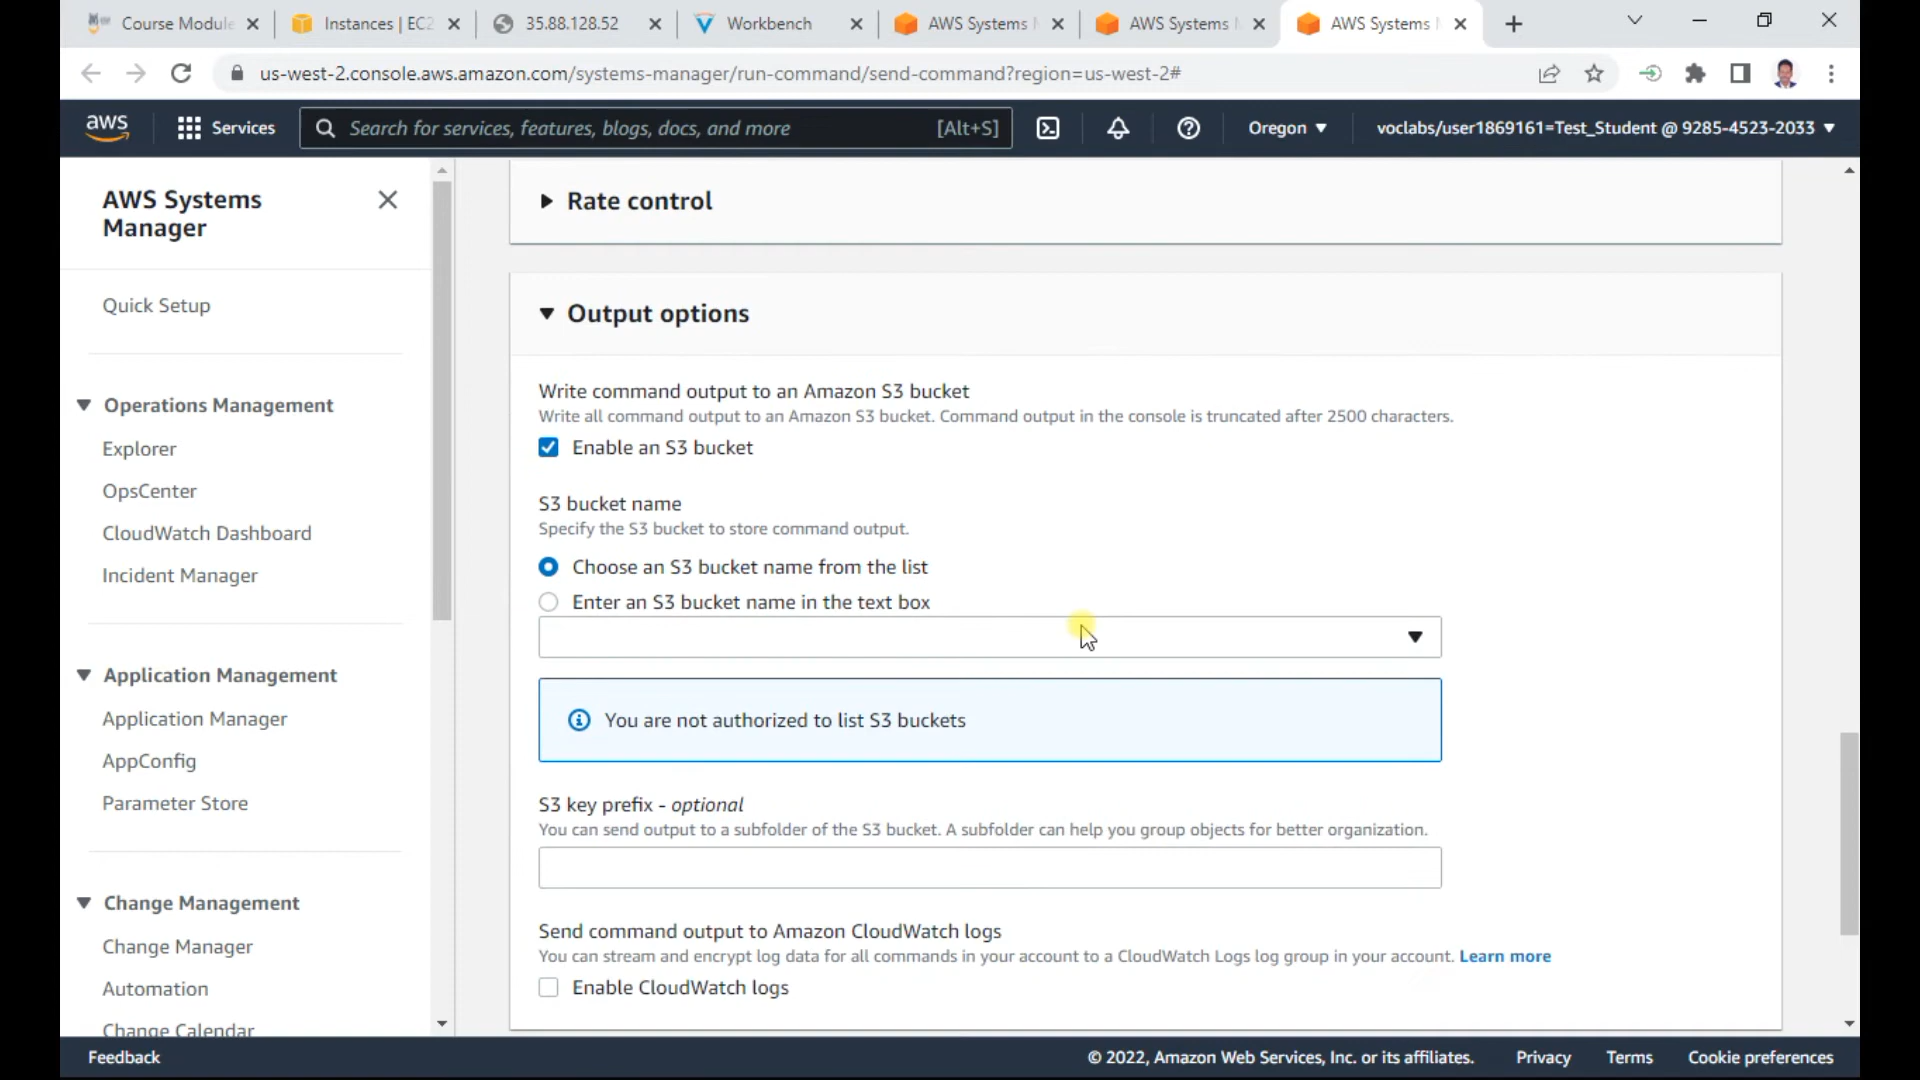 Course Module
Instances | EC2
35.88.128.52
Workbench
AWS Systems
AWS Systems
AWS Systems
us-west-2.console.aws.amazon.com/systems-manager/run-command/send-command?region=us-west-2#
aws
Services
Search for services, features, blogs, docs, and more
[Alt+S]
Oregon
voclabs/user1869161=Test_Student @ 9285-4523-2033
AWS Systems
Manager
Quick Setup
Operations Management
Explorer
OpsCenter
CloudWatch Dashboard
Incident Manager
Application Management
Application Manager
AppConfig
Parameter Store
Change Management
Change Manager
Automation
Change Calendar
Rate control
Output options
Write command output to an Amazon S3 bucket
Write all command output to an Amazon S3 bucket. Command output in the console is truncated after 2500 characters.
Enable an S3 bucket
S3 bucket name
Specify the S3 bucket to store command output.
Choose an S3 bucket name from the list
Enter an S3 bucket name in the text box
You are not authorized to list S3 buckets
S3 key prefix - optional
You can send output to a subfolder of the S3 bucket. A subfolder can help you group objects for better organization.
Send command output to Amazon CloudWatch logs
You can stream and encrypt log data for all commands in your account to a CloudWatch Logs log group in your account. Learn more
Enable CloudWatch logs
Feedback
© 2022, Amazon Web Services, Inc. or its affiliates.
Privacy
Terms
Cookie preferences